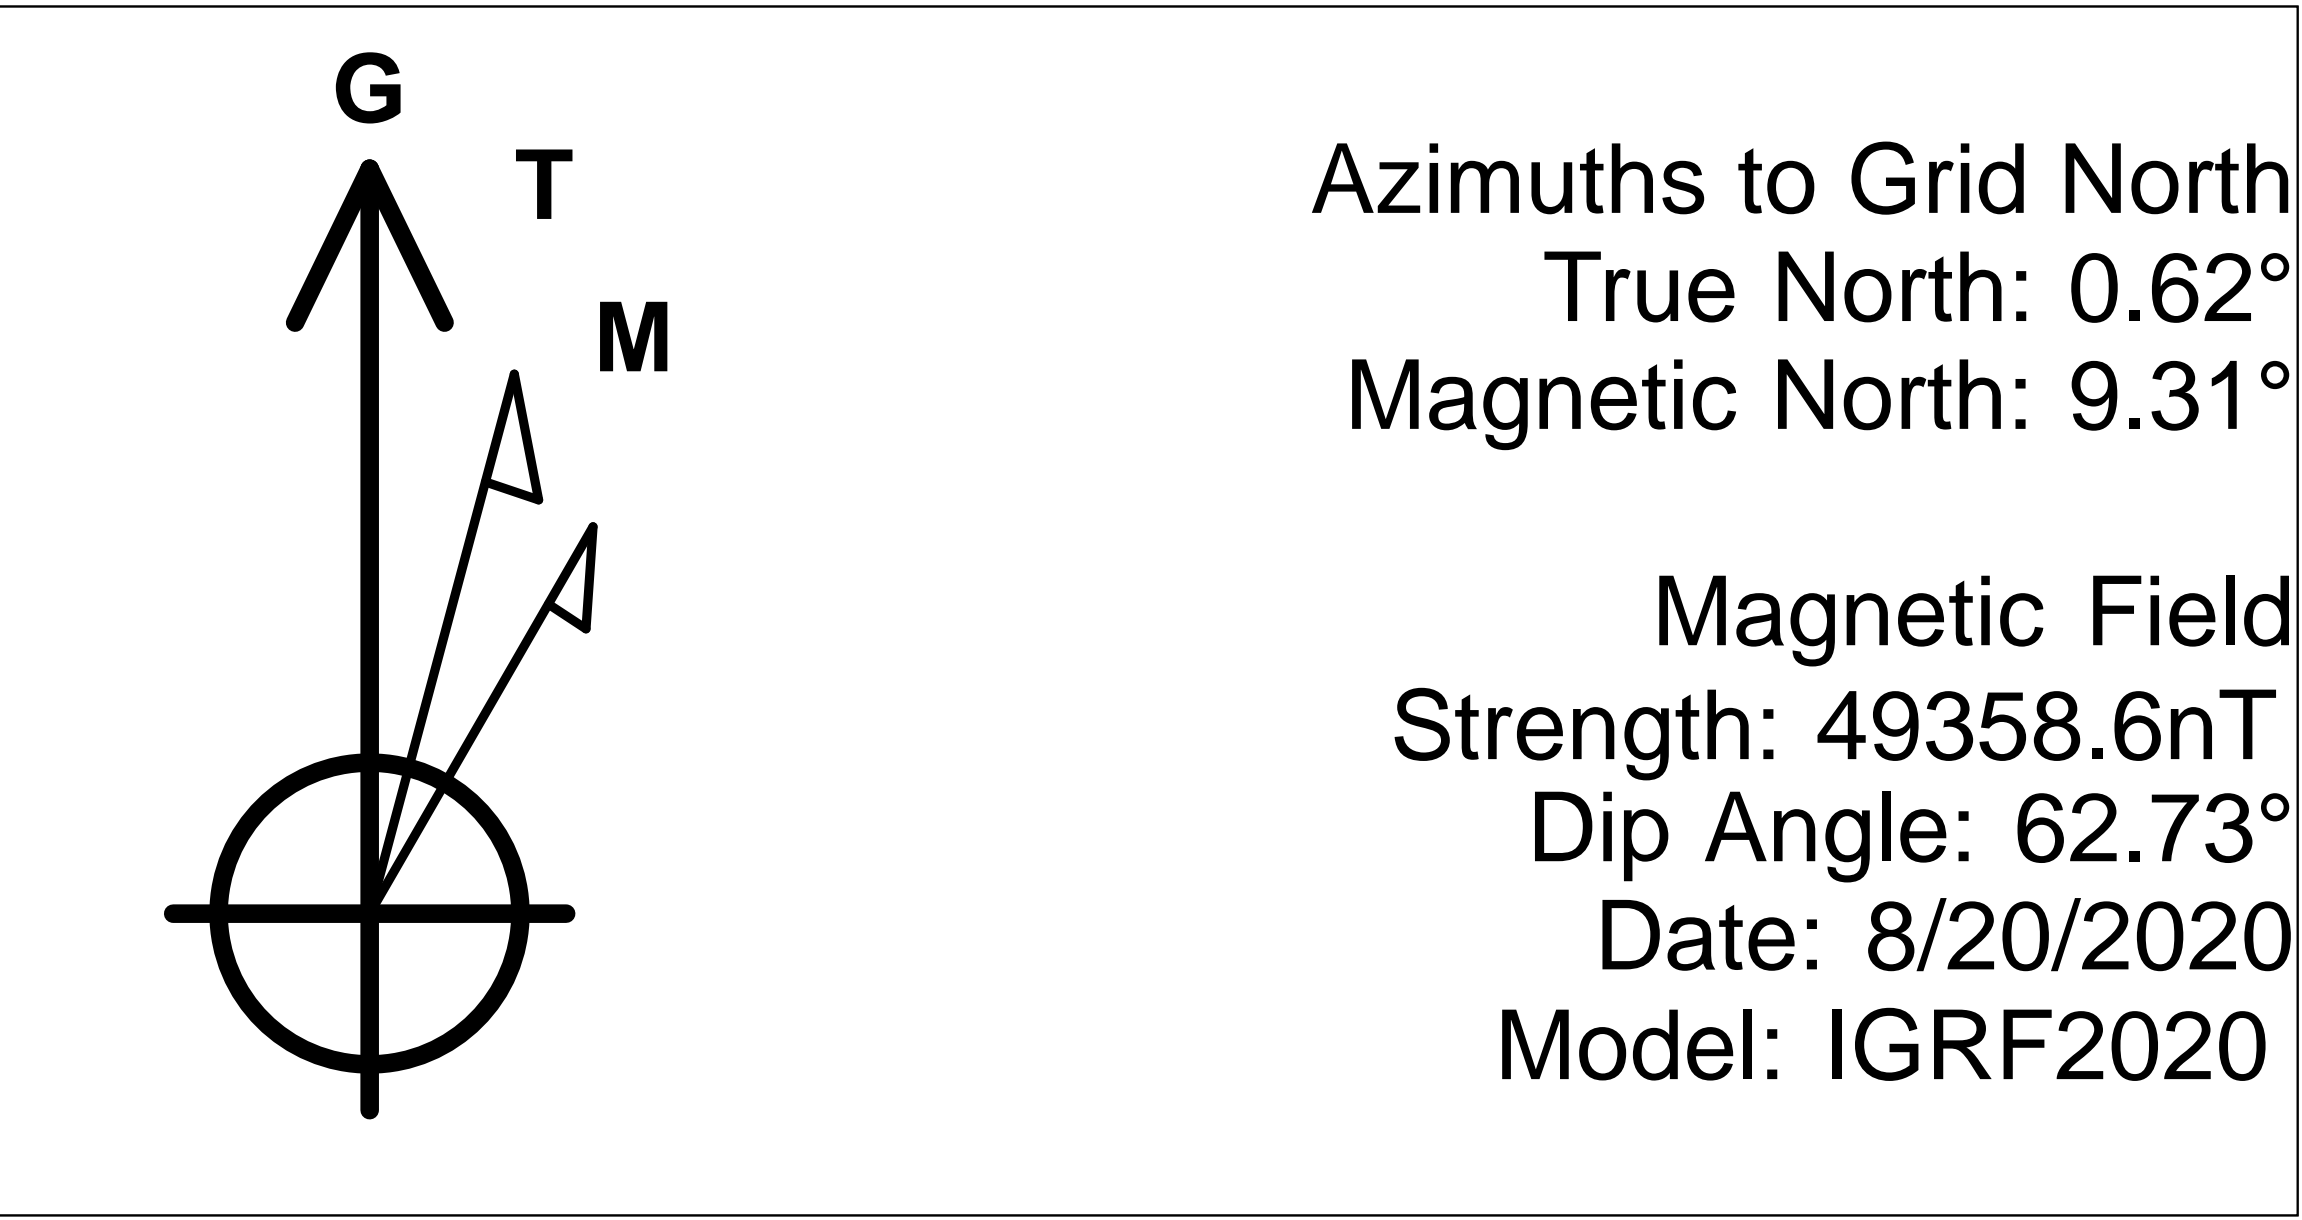 G
T
M
Azimuths to Grid North
True North: 0.62°
Magnetic North: 9.31°
Magnetic Field
Strength: 49358.6nT
Dip Angle: 62.73°
Date: 8/20/2020
Model: IGRF2020